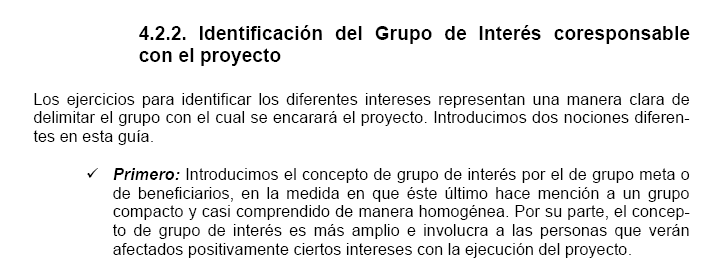 4.2.2. Identificación del Grupo de Interés coresponsable
con el proyecto
Los ejercicios para identificar los diferentes intereses representan una manera clara de
delimitar el grupo con el cual se encarará el proyecto. Introducimos dos nociones diferen-
tes en esta guía.
✓ Primero: Introducimos el concepto de grupo de interés por el de grupo meta o
de beneficiarios, en la medida en que éste último hace mención a un grupo
compacto y casi comprendido de manera homogénea. Por su parte, el concep-
to de grupo de interés es más amplio e involucra a las personas que verán
afectados positivamente ciertos intereses con la ejecución del proyecto.